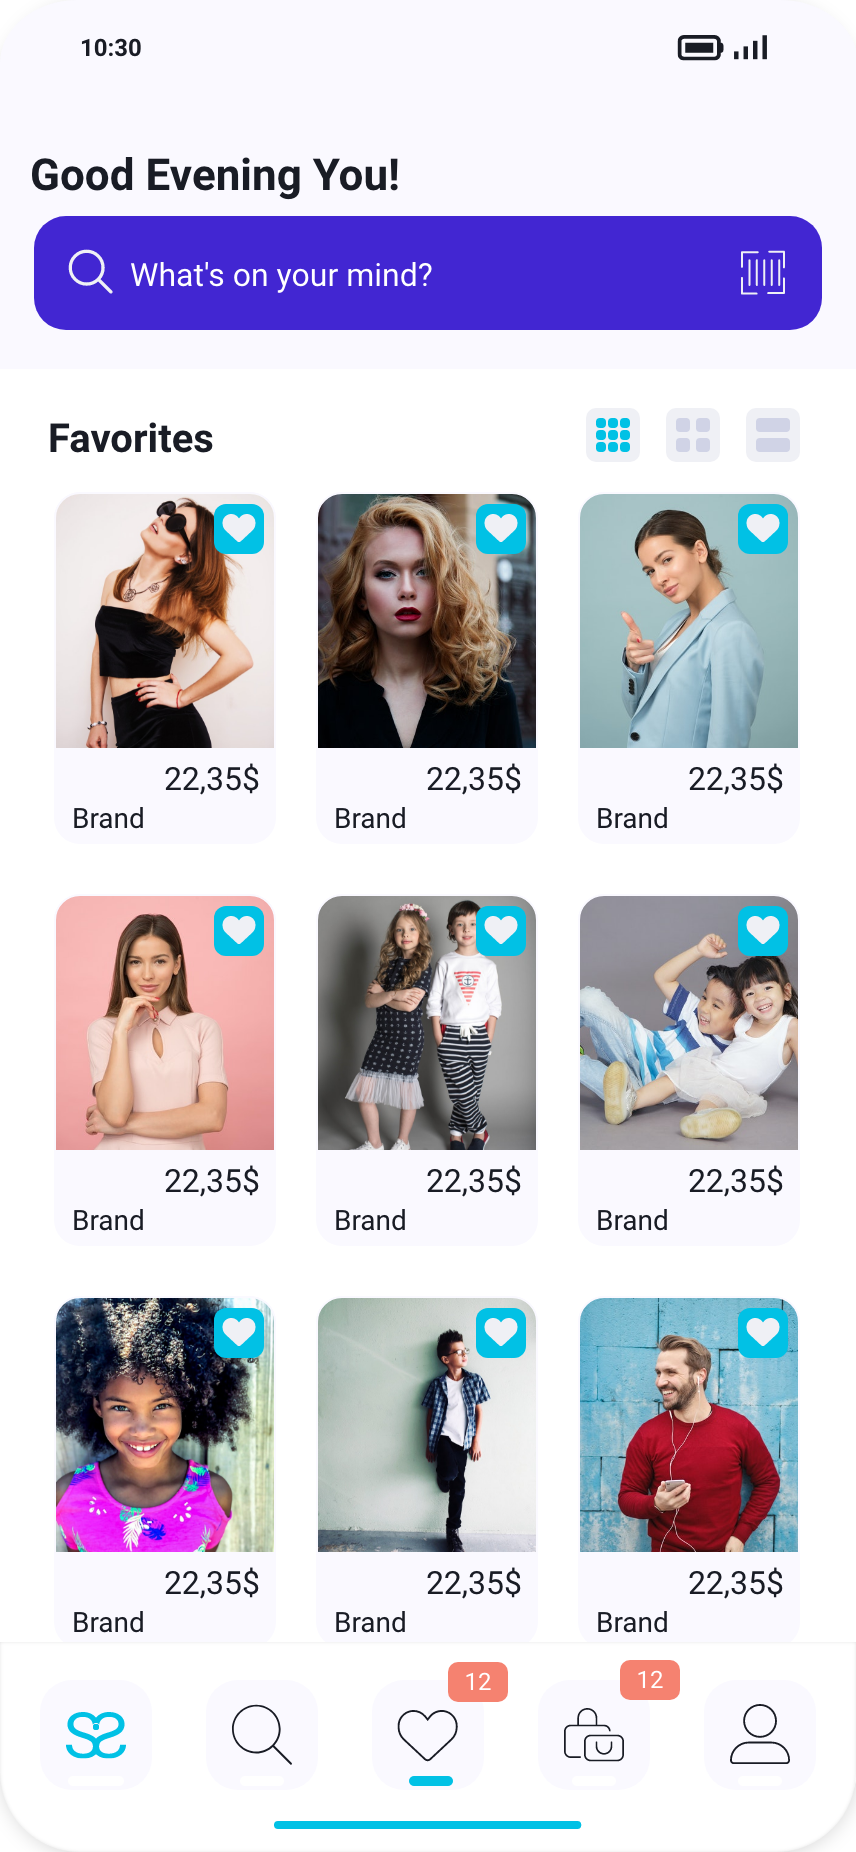 10:30
Good Evening You!
What's on your mind?
Favorites
22,35$ 22,35$ 22,35$
Brand Brand Brand
22,35$ 22,35$ 22,35$
Brand Brand Brand
22,35$ 22,35$ 22,35$
Brand Brand Brand
12 12